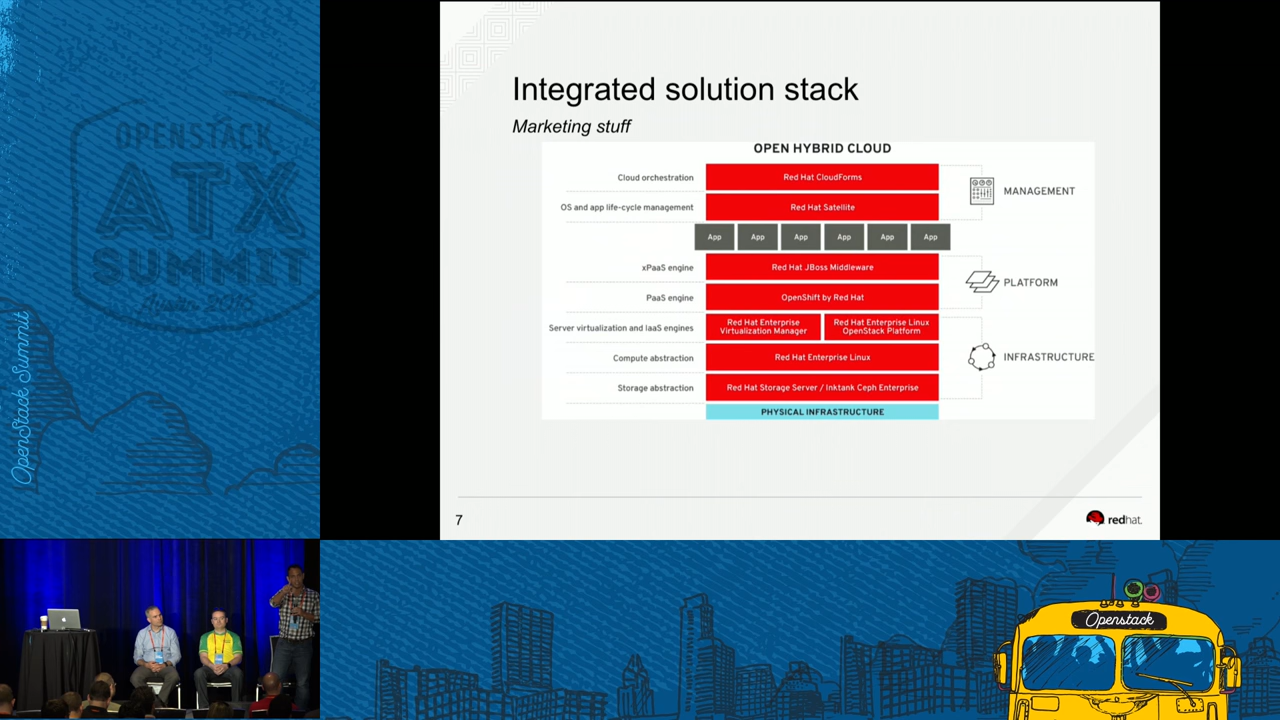 OPENSTACK
ATX
OpenStack Summit
Integrated solution stack
Marketing stuff
OPEN HYBRID CLOUD
Cloud orchestration
Red Hat CloudForms
MANAGEMENT
OS and app life-cycle management
Red Hat Satellite
App App App App App App
xPaaS engine
Red Hat JBoss Middleware
PLATFORM
PaaS engine
OpenShift by Red Hat
Server virtualization and IaaS engines
Red Hat Enterprise
Virtualization Manager
Red Hat Enterprise Linux
OpenStack Platform
Compute abstraction
Red Hat Enterprise Linux
INFRASTRUCTURE
Storage abstraction
Red Hat Storage Server / Inktank Ceph Enterprise
PHYSICAL INFRASTRUCTURE
7
redhat.
Openstack